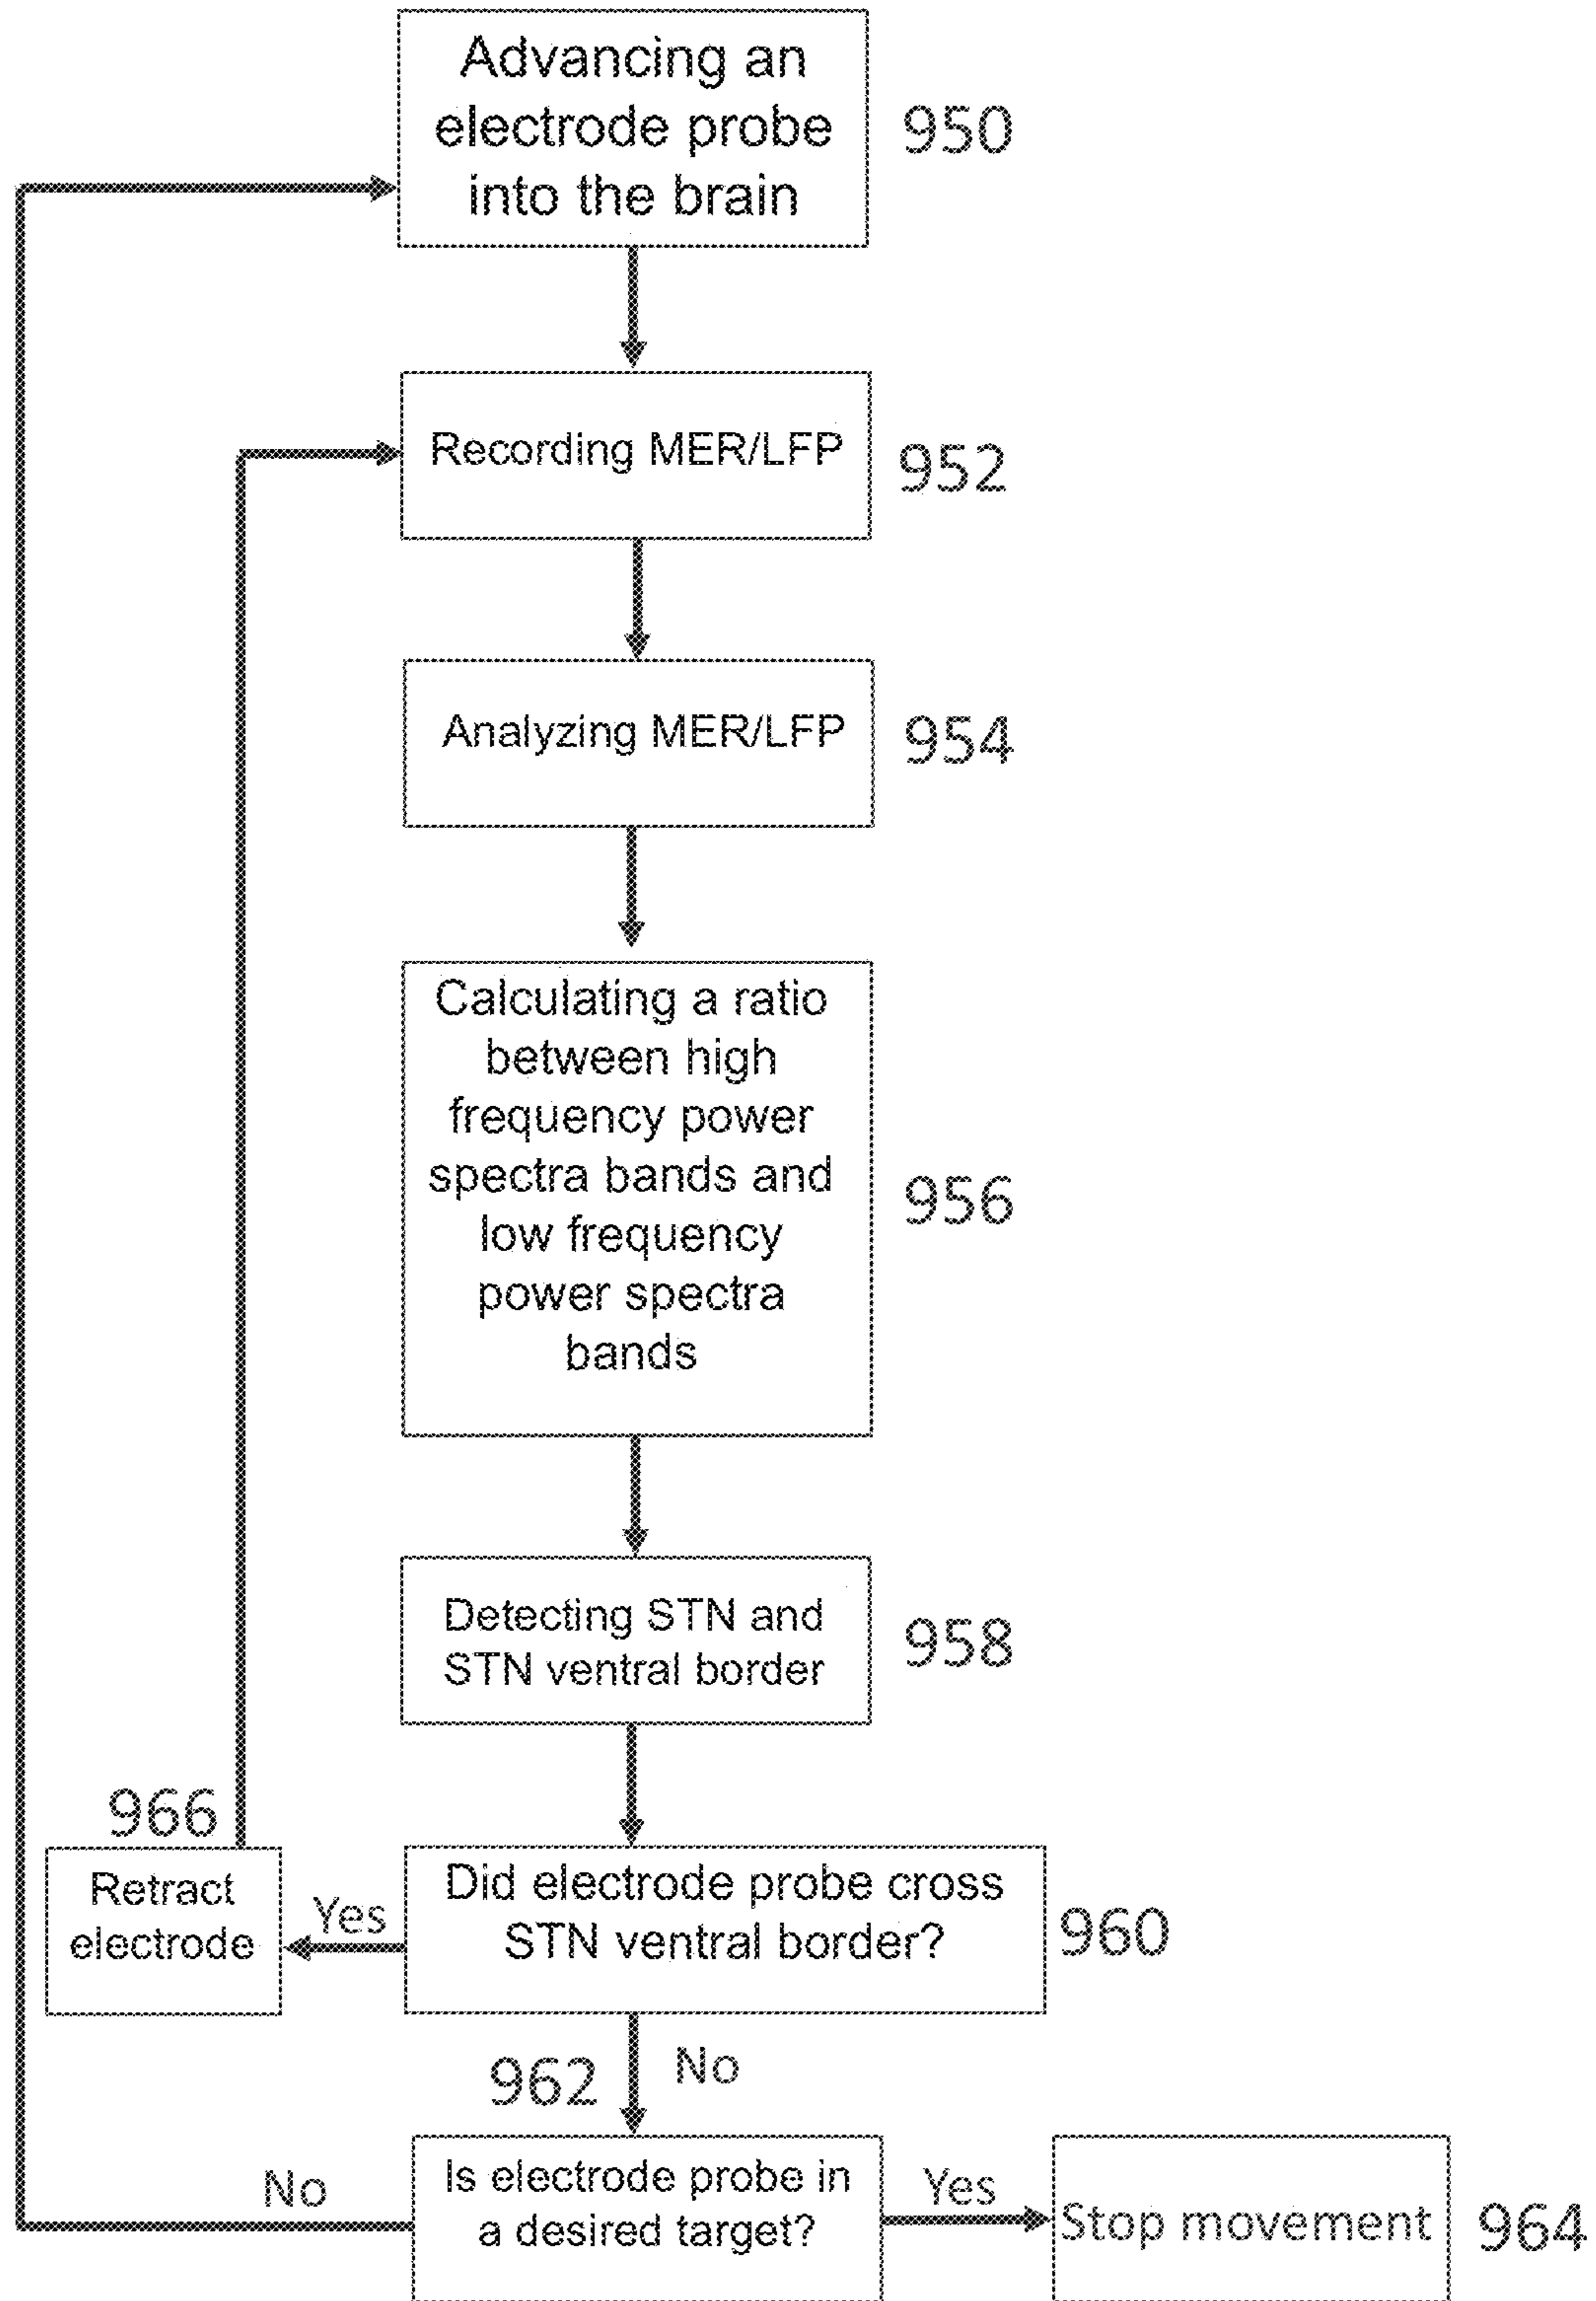 Advancing an
electrode probe
into the brain
950
Recording MER/LFP
952
Analyzing MER/LFP
954
Calculating a ratio
between high
frequency power
spectra bands and
low frequency
power spectra
bands
956
Detecting STN and
STN ventral border
958
966
Retract
electrode
Yes
Did electrode probe cross
STN ventral border?
960
962
No
No
Is electrode probe in
a desired target?
Yes
Stop movement
964